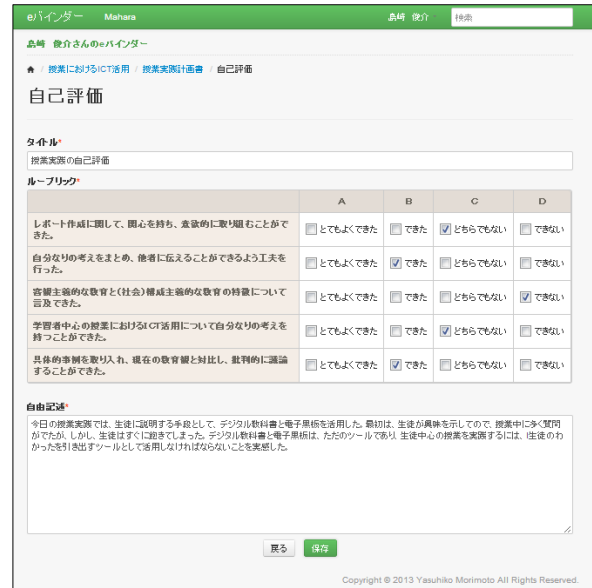 eバインダー Mahara 島崎 俊介 検索
島崎 俊介さんのeバインダー
/ 授業におけるICT活用 / 授業実践計画書 / 自己評価
自己評価
タイトル*
授業実践の自己評価
ルーブリック*
A B C D
レポート作成に関して、関心を持ち、意欲的に取り組むことがで とてもよくできた できた どちらでもない できない
きた。
自分なりの考えをまとめ、他者に伝えることができるよう工夫を とてもよくできた できた どちらでもない できない
行った。
客観主義的な教育と(社会)構成主義的な教育の特徴について とてもよくできた できた どちらでもない できない
言及できた。
学習者中心の授業におけるICT活用について自分なりの考えを とてもよくできた できた どちらでもない できない
持つことができた。
具体的事例を取り入れ、現在の教育観と対比し、批判的に議論 とてもよくできた できた どちらでもない できない
することができた。
自由記述*
今日の授業実践では、生徒に説明する手段として、デジタル教科書と電子黒板を活用した。最初は、生徒が興味を示してので、授業中に多く質問
がでたが、しかし、生徒はすぐに飽きてしまった。デジタル教科書と電子黒板は、ただのツールであり、生徒中心の授業を実践するには、生徒のわ
かったを引き出すツールとして活用しなければならないことを実感した。
戻る 保存
Copyright © 2013 Yasuhiko Morimoto All Rights Reserved.